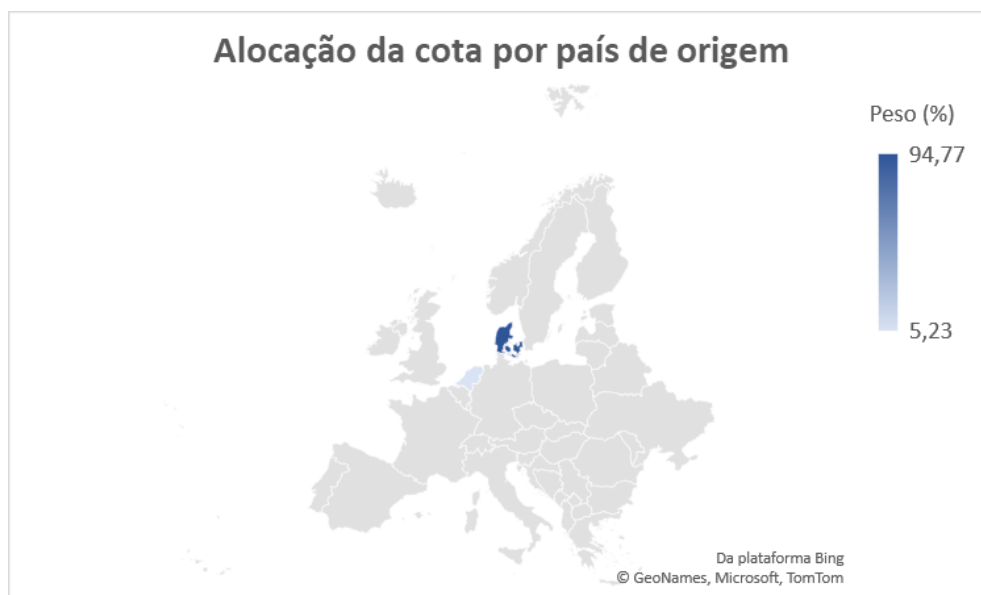 Alocação da cota por país de origem
Peso (%)
94,77
5,23
Da plataforma Bing
© GeoNames, Microsoft, TomTom